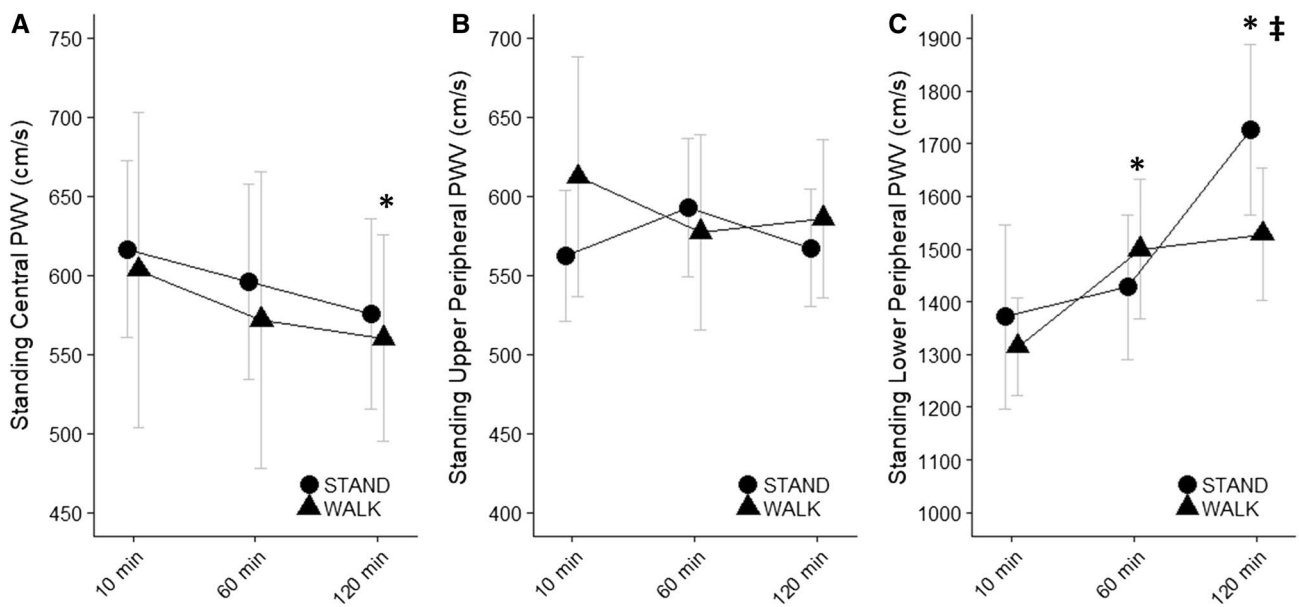 A
Standing Central PWV (cm/s)
750
700
650
600
550
500
450
*
STAND
WALK
10 min
60 min
120 min
B
Standing Upper Peripheral PWV (cm/s)
700
650
600
550
500
450
400
STAND
WALK
10 min
60 min
120 min
C
Standing Lower Peripheral PWV (cm/s)
1900
1800
1700
1600
1500
1400
1300
1200
1100
1000
* ‡
*
STAND
WALK
10 min
60 min
120 min